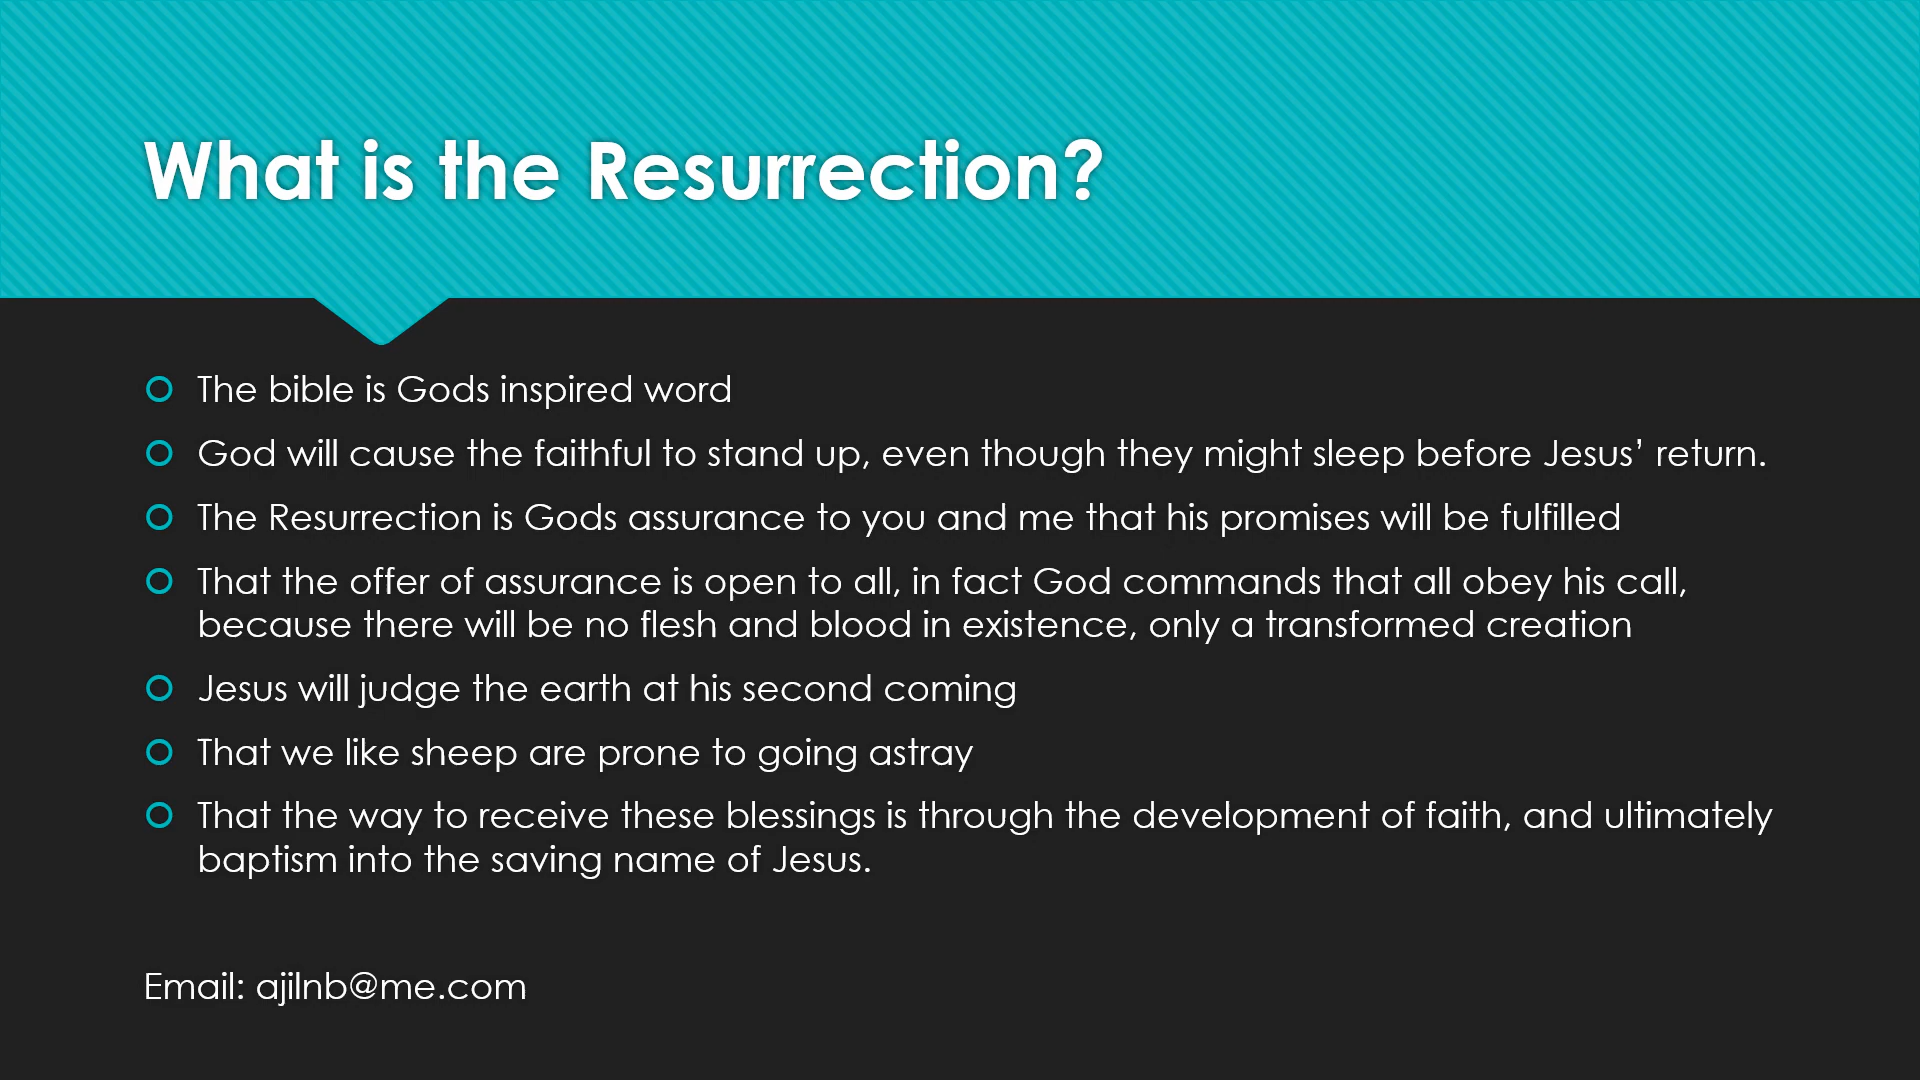 What is the Resurrection?
The bible is Gods inspired word
God will cause the faithful to stand up, even though they might sleep before Jesus’ return.
The Resurrection is Gods assurance to you and me that his promises will be fulfilled
That the offer of assurance is open to all, in fact God commands that all obey his call,
because there will be no flesh and blood in existence, only a transformed creation
Jesus will judge the earth at his second coming
That we like sheep are prone to going astray
That the way to receive these blessings is through the development of faith, and ultimately
baptism into the saving name of Jesus.
Email: ajilnb@me.com